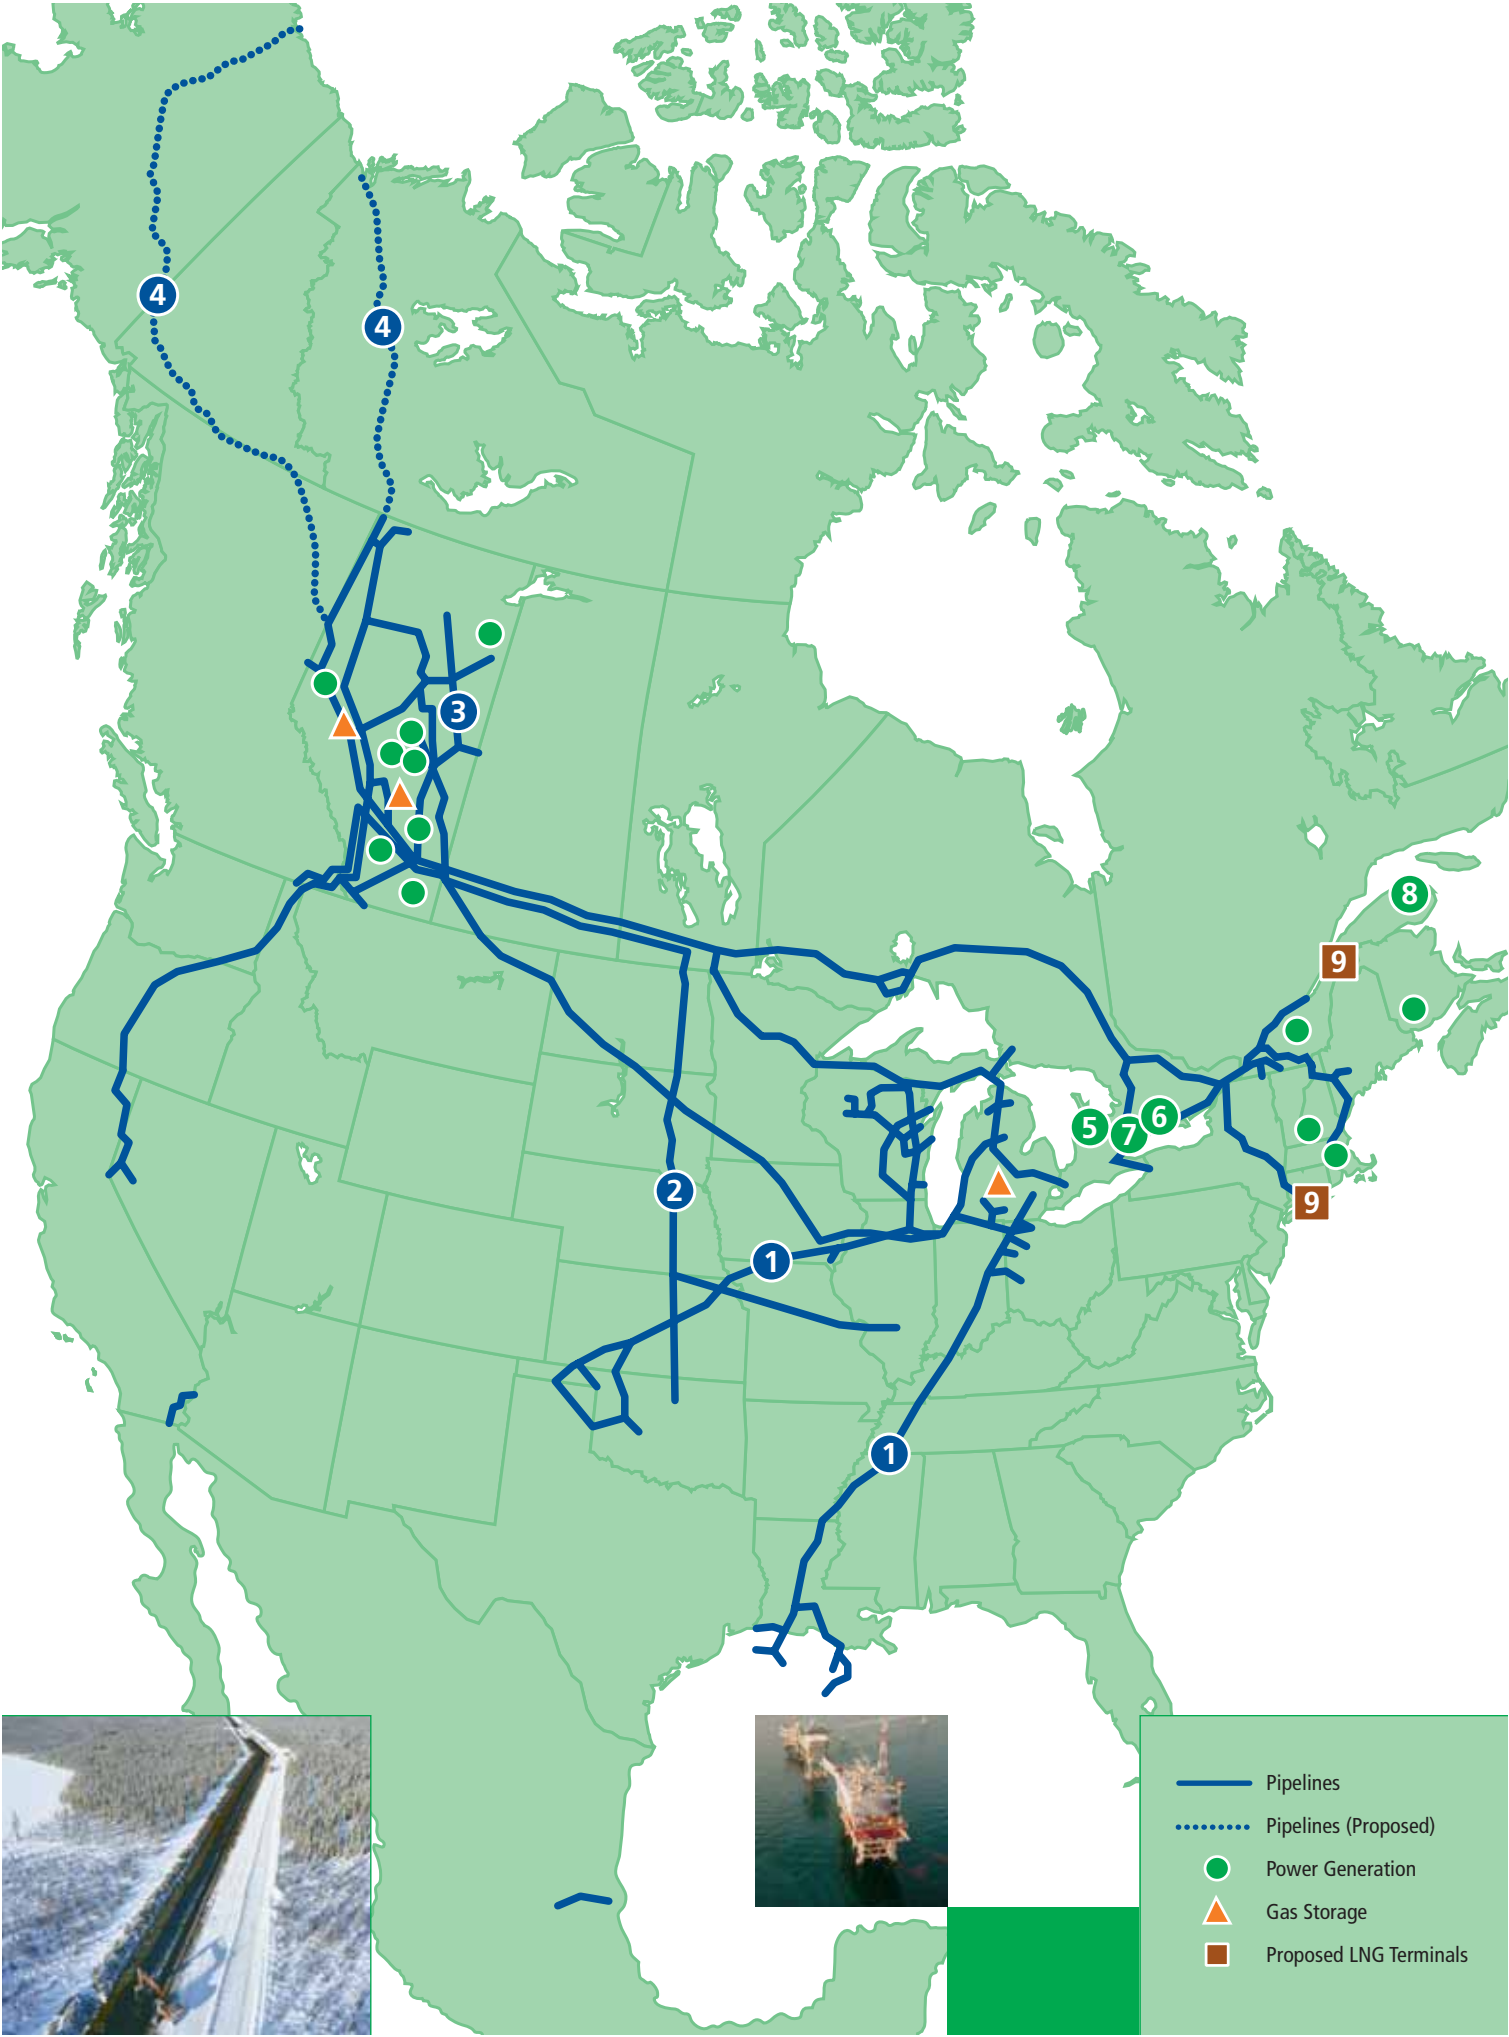 4
4
3
8
9
5
7
6
2
9
1
1
Pipelines
Pipelines (Proposed)
Power Generation
Gas Storage
Proposed LNG Terminals